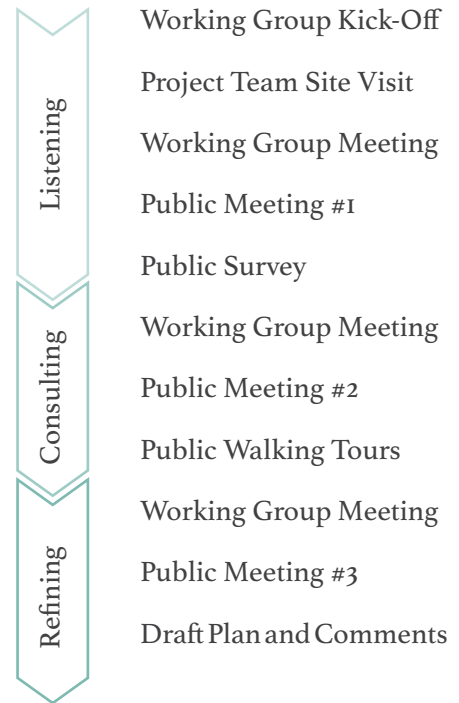 Listening
Working Group Kick-Off
Project Team Site Visit
Working Group Meeting
Public Meeting #1
Public Survey
Consulting
Working Group Meeting
Public Meeting #2
Public Walking Tours
Refining
Working Group Meeting
Public Meeting #3
Draft Plan and Comments